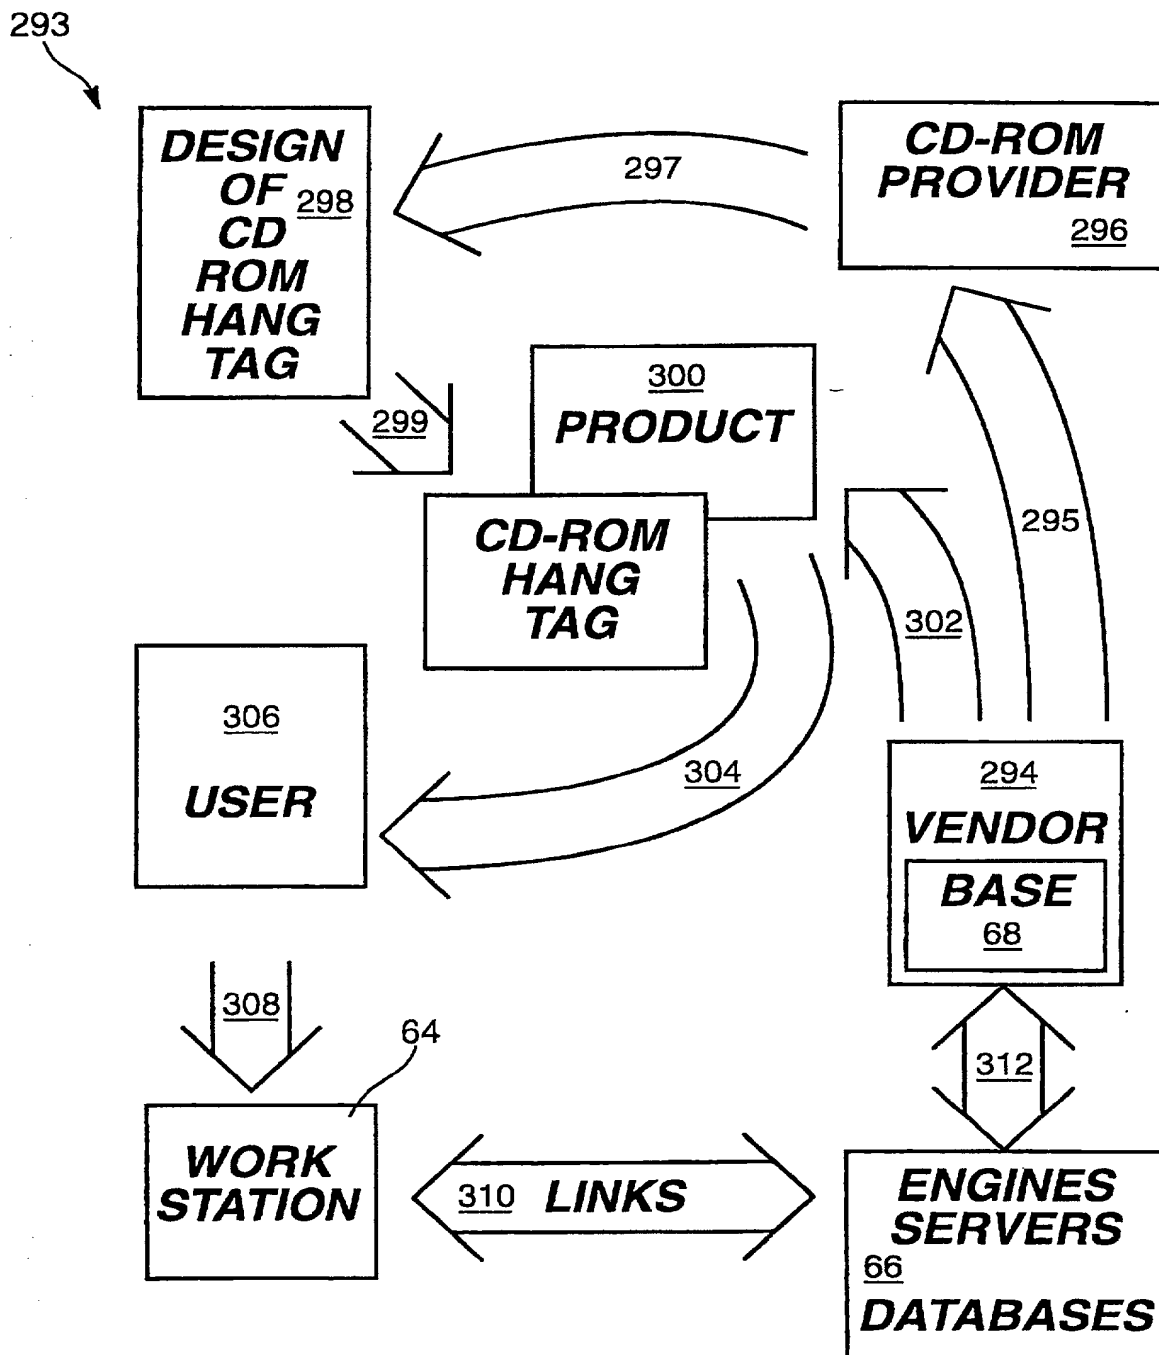 293
DESIGN
OF 298
CD
ROM
HANG
TAG
297
CD-ROM
PROVIDER
296
299
300
PRODUCT
CD-ROM
HANG
TAG
295
302
304
306
USER
294
VENDOR
BASE
68
308
64
312
WORK
STATION
310 LINKS
ENGINES
SERVERS
66
DATABASES